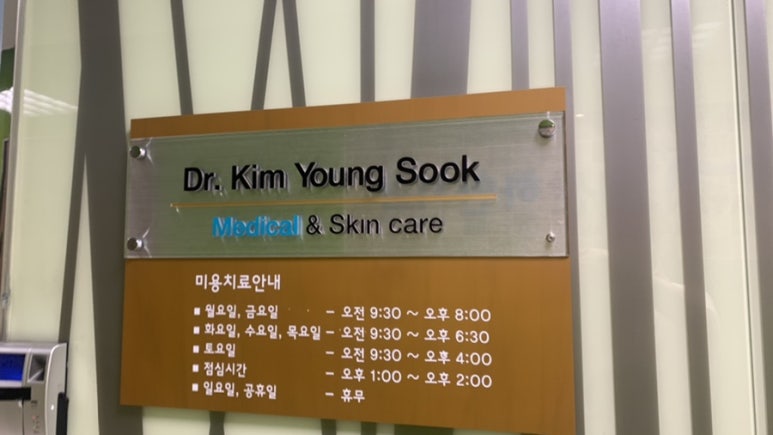 Dr. Kim Young Sook
Medical & Skin care
미용치료안내
■ 월요일, 금요일 - 오전 9:30 ~ 오후 8:00
■ 화요일, 수요일, 목요일 - 오전 9:30 ~ 오후 6:30
■ 토요일 - 오전 9:30 ~ 오후 4:00
■ 점심시간 - 오후 1:00 ~ 오후 2:00
■ 일요일, 공휴일 - 휴무